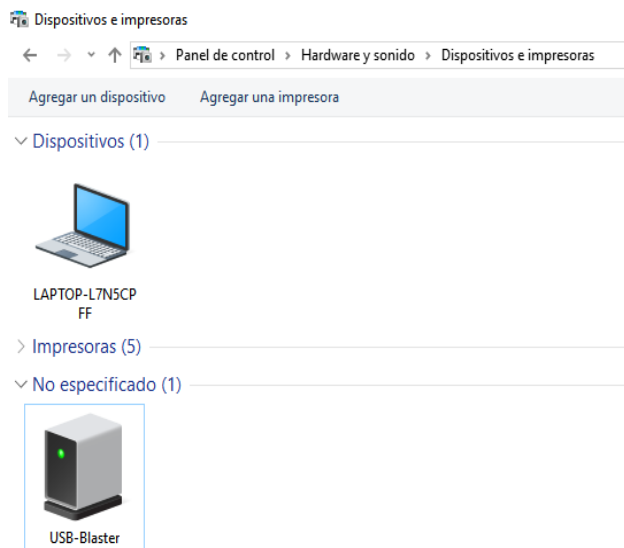 Dispositivos e impresoras
Panel de control > Hardware y sonido > Dispositivos e impresoras
Agregar un dispositivo Agregar una impresora
Dispositivos (1)
LAPTOP-L7N5CP
FF
Impresoras (5)
No especificado (1)
USB-Blaster